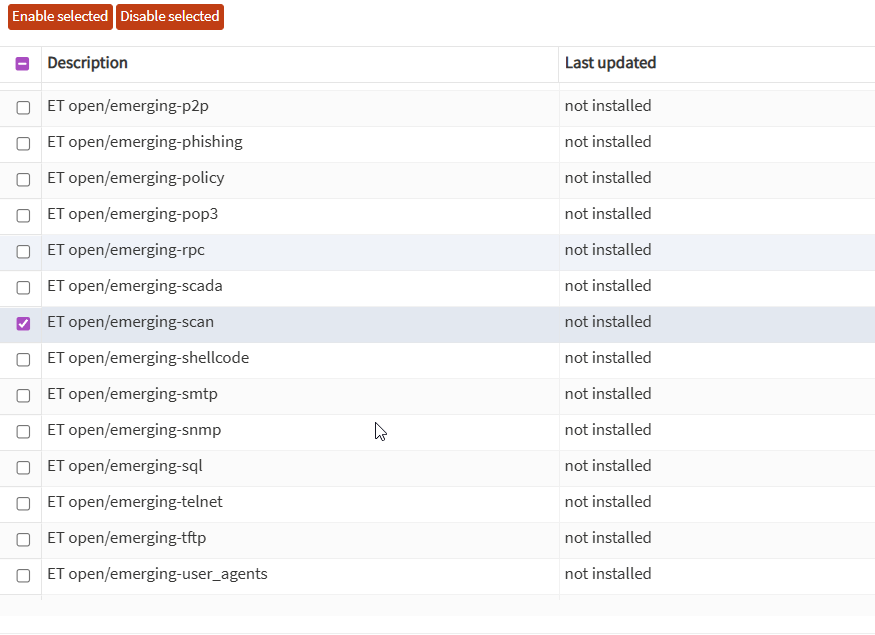 Enable selected Disable selected
Description Last updated
ET open/emerging-p2p not installed
ET open/emerging-phishing not installed
ET open/emerging-policy not installed
ET open/emerging-pop3 not installed
ET open/emerging-rpc not installed
ET open/emerging-scada not installed
ET open/emerging-scan not installed
ET open/emerging-shellcode not installed
ET open/emerging-smtp not installed
ET open/emerging-snmp not installed
ET open/emerging-sql not installed
ET open/emerging-telnet not installed
ET open/emerging-tftp not installed
ET open/emerging-user_agents not installed